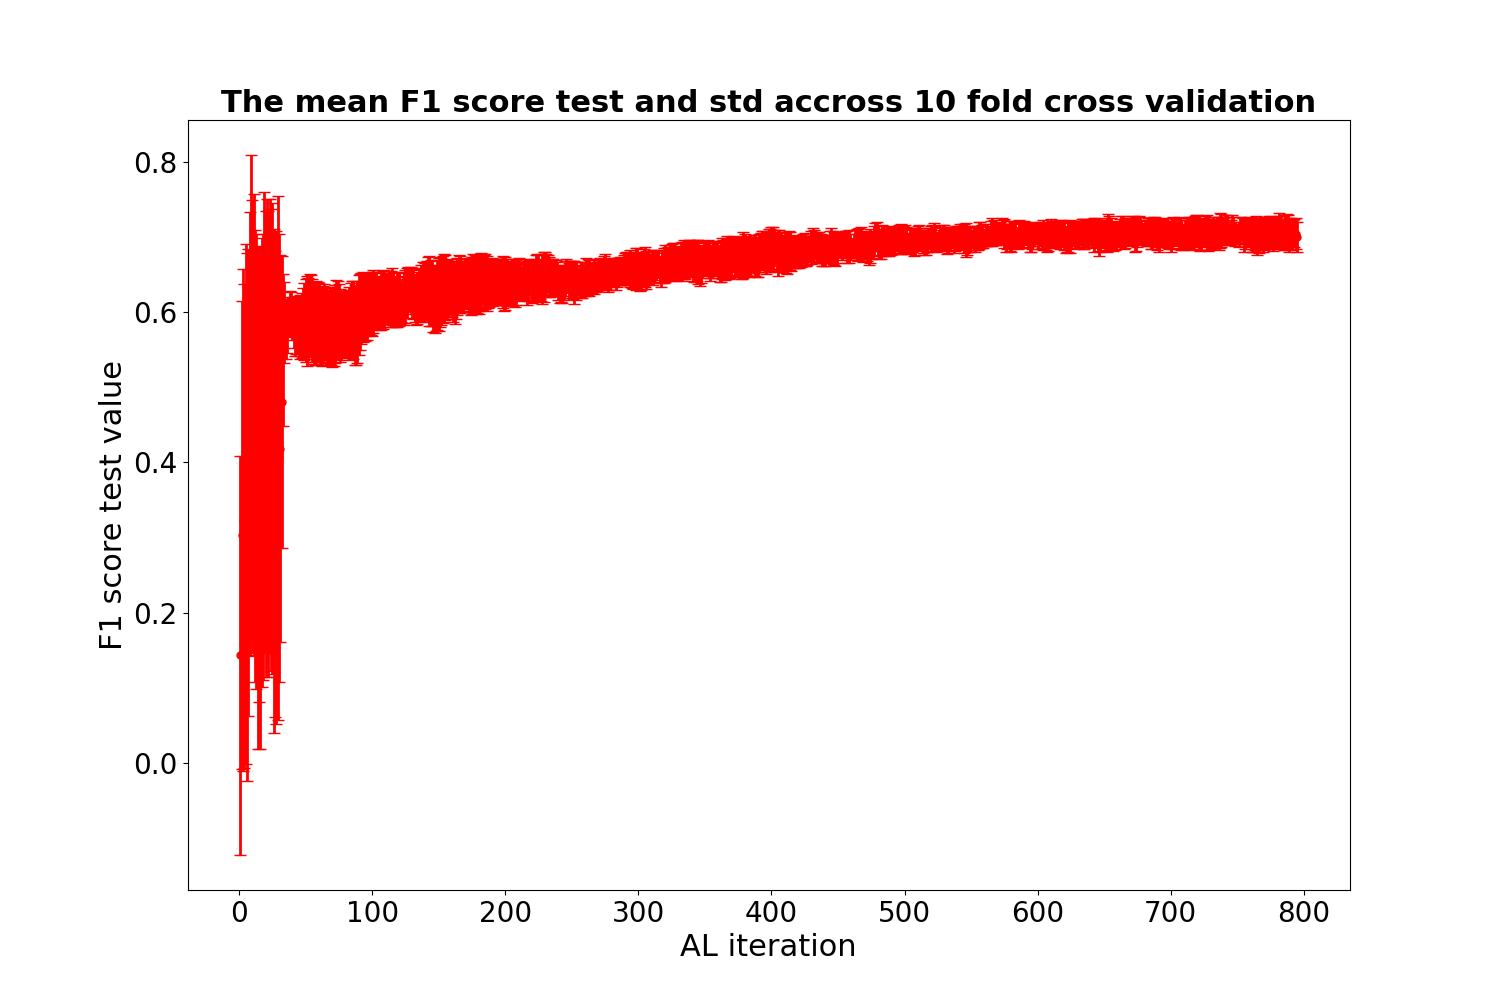 The mean F1 score test and std accross 10 fold cross validation
0.8
0.6
0.4
0.2
0.0
F1 score test value
0 100 200 300 400 500 600 700 800
AL iteration